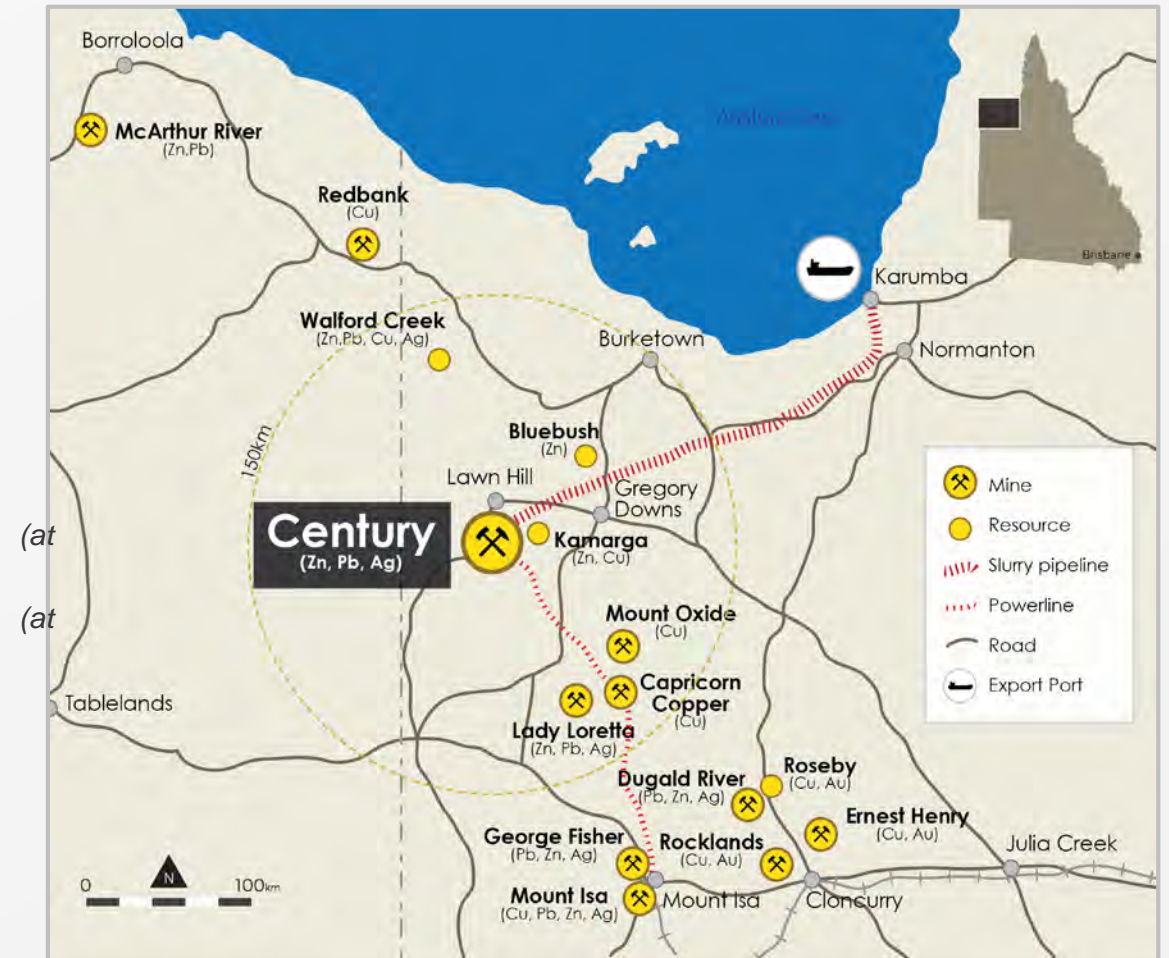 Borroloola
McArthur River
(Zn,Pb)
Redbank
(Cu)
Brisbane
Karumba
Walford Creek
(Zn,Pb, Cu, Ag)
Burketown
Normanton
150km
Bluebush
(Zn)
Lawn Hill
Gregory
Downs
Century
(Zn, Pb, Ag)
Kamarga
(Zn, Cu)
Mine
Resource
Slurry pipeline
Powerline
Road
Export Port
(at
(at
Mount Oxide
(Cu)
Capricorn
Copper
(Cu)
Tablelands
Lady Loretta
(Zn, Pb, Ag)
Dugald River
(Pb, Zn, Ag)
Roseby
(Cu, Au)
Ernest Henry
(Cu, Au)
George Fisher
(Pb, Zn, Ag)
Rocklands
(Cu, Au)
Julia Creek
0 100km
N
Mount Isa
(Cu, Pb, Zn, Ag)
Mount Isa
Cloncurry